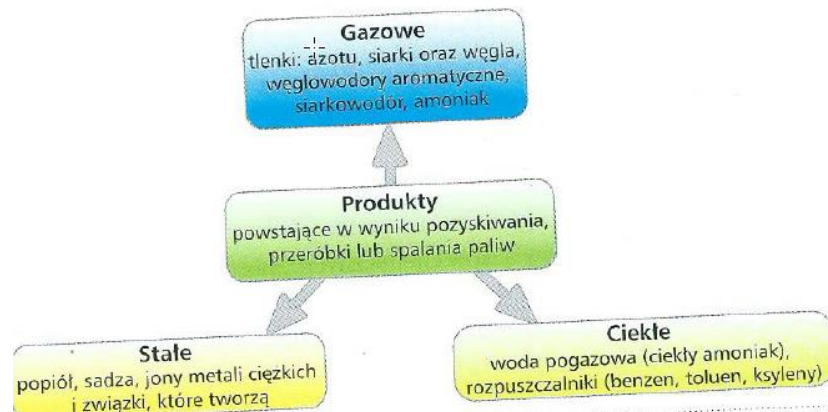 Gazowe
tlenki: azotu, siarki oraz węgla,
węglowodory aromatyczne,
siarkowodór, amoniak
Produkty
powstające w wyniku pozyskiwania,
przeróbki lub spalania paliw
Stałe
popiół, sadza, jony metali ciężkich
i związki, które tworzą
Ciekłe
woda pogazowa (ciekły amoniak),
rozpuszczalniki (benzen, toluen, ksyleny)